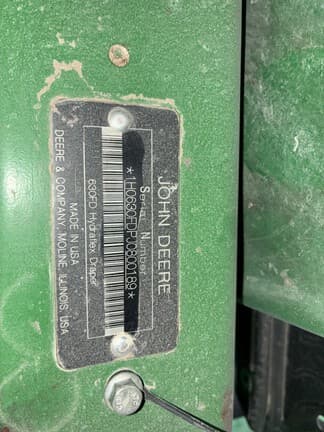 JOHN DEERE
Serial Number
*1H0630FDPJ0800189*
630FD Hydraflex Draper
MADE IN USA
DEERE & COMPANY, MOLINE, ILLINOIS, USA